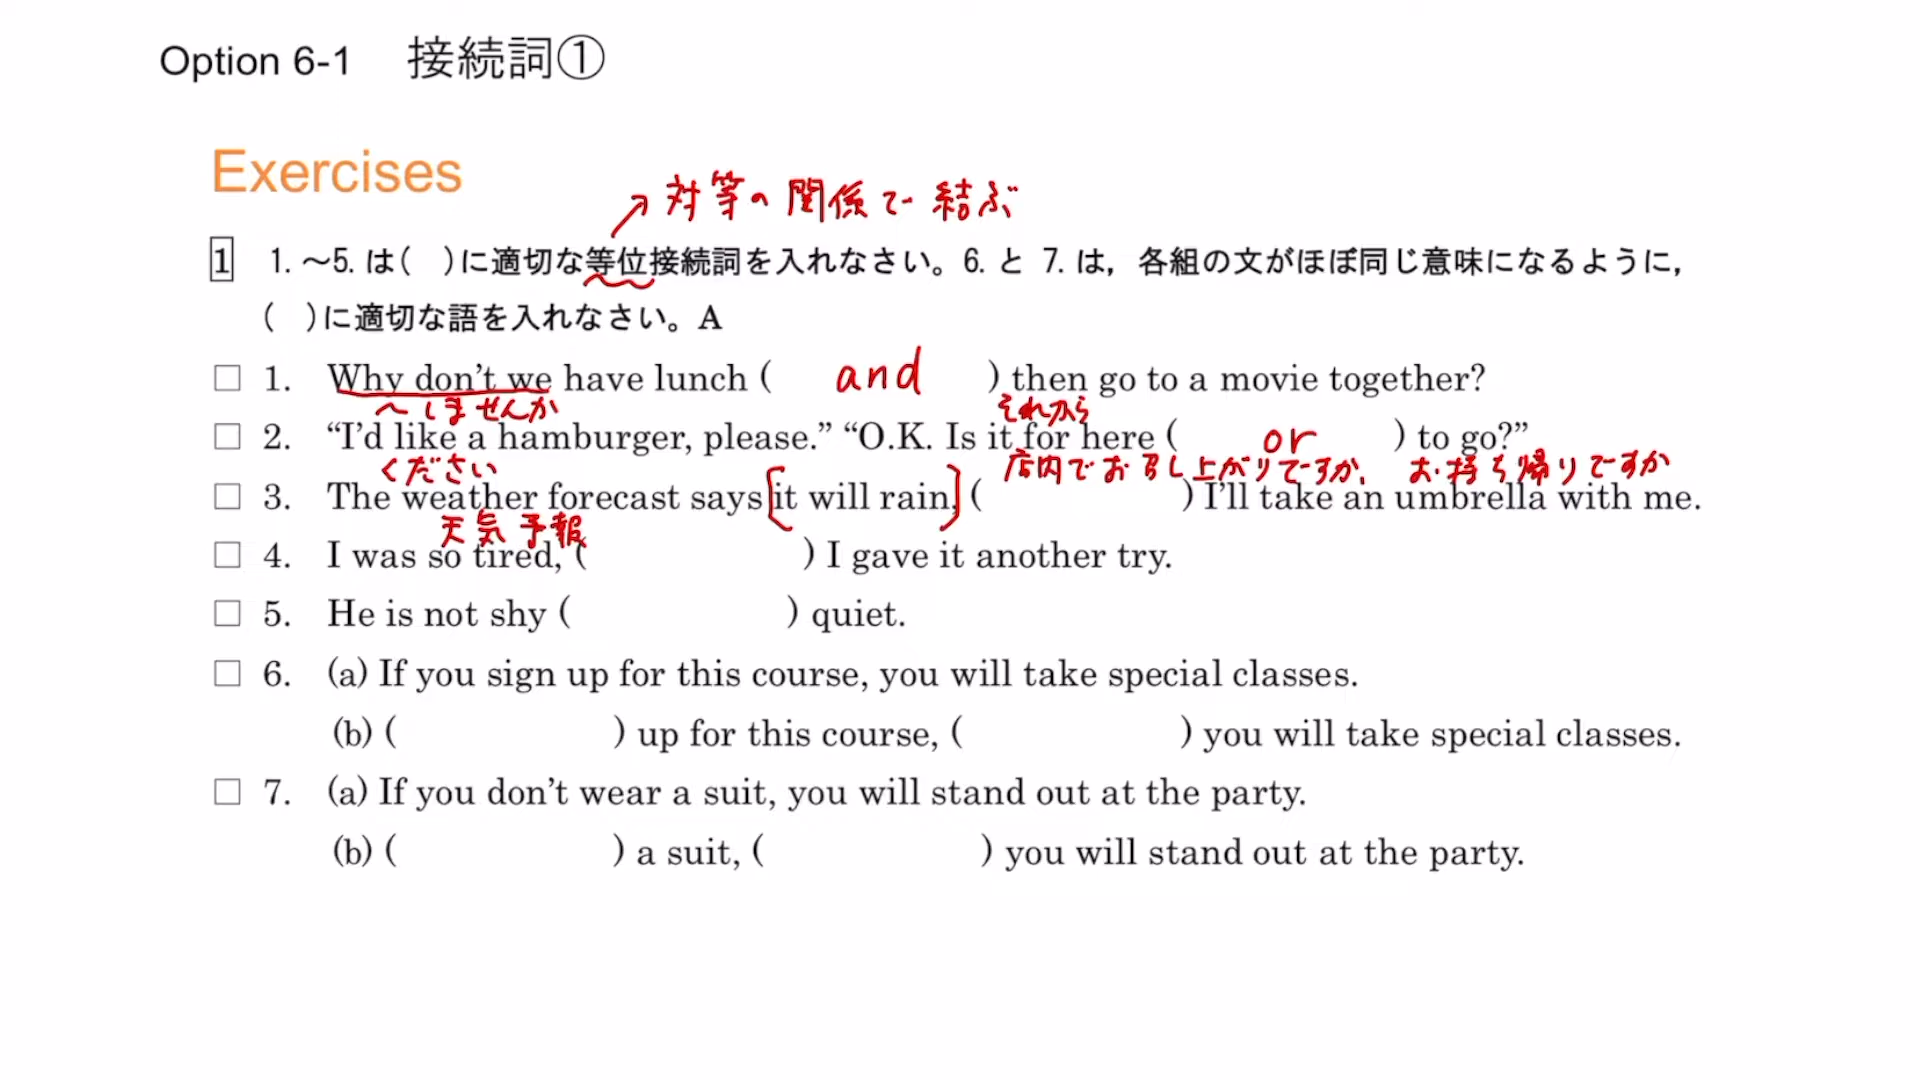 Option 6-1 接続詞①
Exercises
対等の関係で結ぶ
1 1.～5.は( )に適切な等位接続詞を入れなさい。6.と 7.は，各組の文がほぼ同じ意味になるように，
( )に適切な語を入れなさい。A
□ 1. Why don't we have lunch ( and ) then go to a movie together?
～しませんか それから
□ 2. “I'd like a hamburger, please.” “O.K. Is it for here ( or ) to go?”
ください 店内でお召し上がりですか、お持ち帰りですか
□ 3. The weather forecast says [it will rain,] ( ) I'll take an umbrella with me.
天気予報
□ 4. I was so tired, ( ) I gave it another try.
□ 5. He is not shy ( ) quiet.
□ 6. (a) If you sign up for this course, you will take special classes.
(b) ( ) up for this course, ( ) you will take special classes.
□ 7. (a) If you don't wear a suit, you will stand out at the party.
(b) ( ) a suit, ( ) you will stand out at the party.